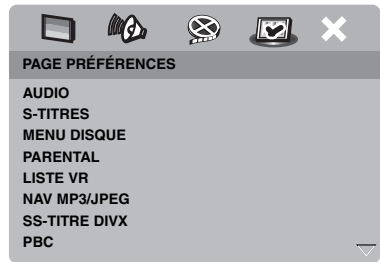 PAGE PRÉFÉRENCES
AUDIO
S-TITRES
MENU DISQUE
PARENTAL
LISTE VR
NAV MP3/JPEG
SS-TITRE DIVX
PBC